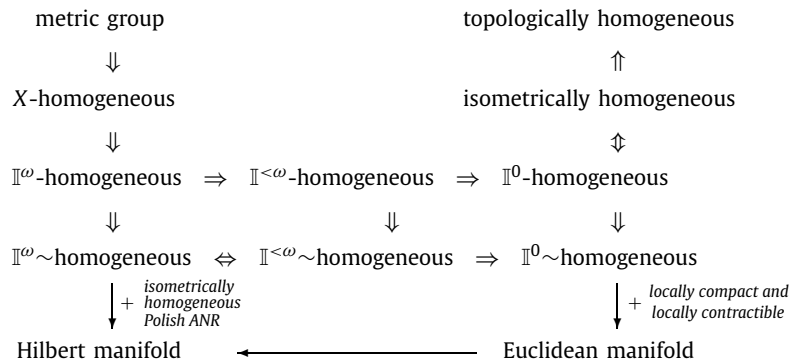 metric group topologically homogeneous
⇓ ⇑
X-homogeneous isometrically homogeneous
⇓ ⇕
𝕀^ω-homogeneous ⇒ 𝕀^{<ω}-homogeneous ⇒ 𝕀^0-homogeneous
⇓ ⇓ ⇓
𝕀^ω∼homogeneous ⇔ 𝕀^{<ω}∼homogeneous ⇒ 𝕀^0∼homogeneous
+ isometrically
homogeneous
Polish ANR
+ locally compact and
locally contractible
Hilbert manifold ← Euclidean manifold